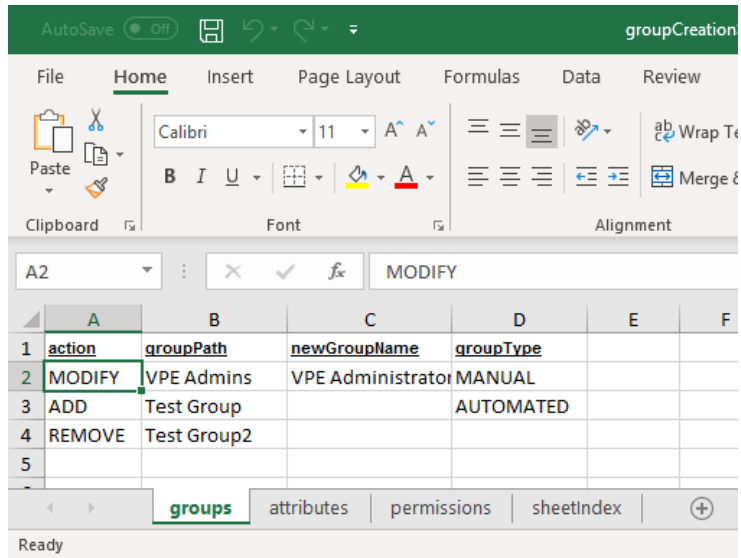 AutoSave Off groupCreation
File Home Insert Page Layout Formulas Data Review
Paste Calibri 11 A A ab Wrap Te
B I U A Merge &
Clipboard Font Alignment
A2 fx MODIFY
A B C D E F
1 action groupPath newGroupName groupType
2 MODIFY VPE Admins VPE Administrator MANUAL
3 ADD Test Group AUTOMATED
4 REMOVE Test Group2
5
groups attributes permissions sheetIndex
Ready